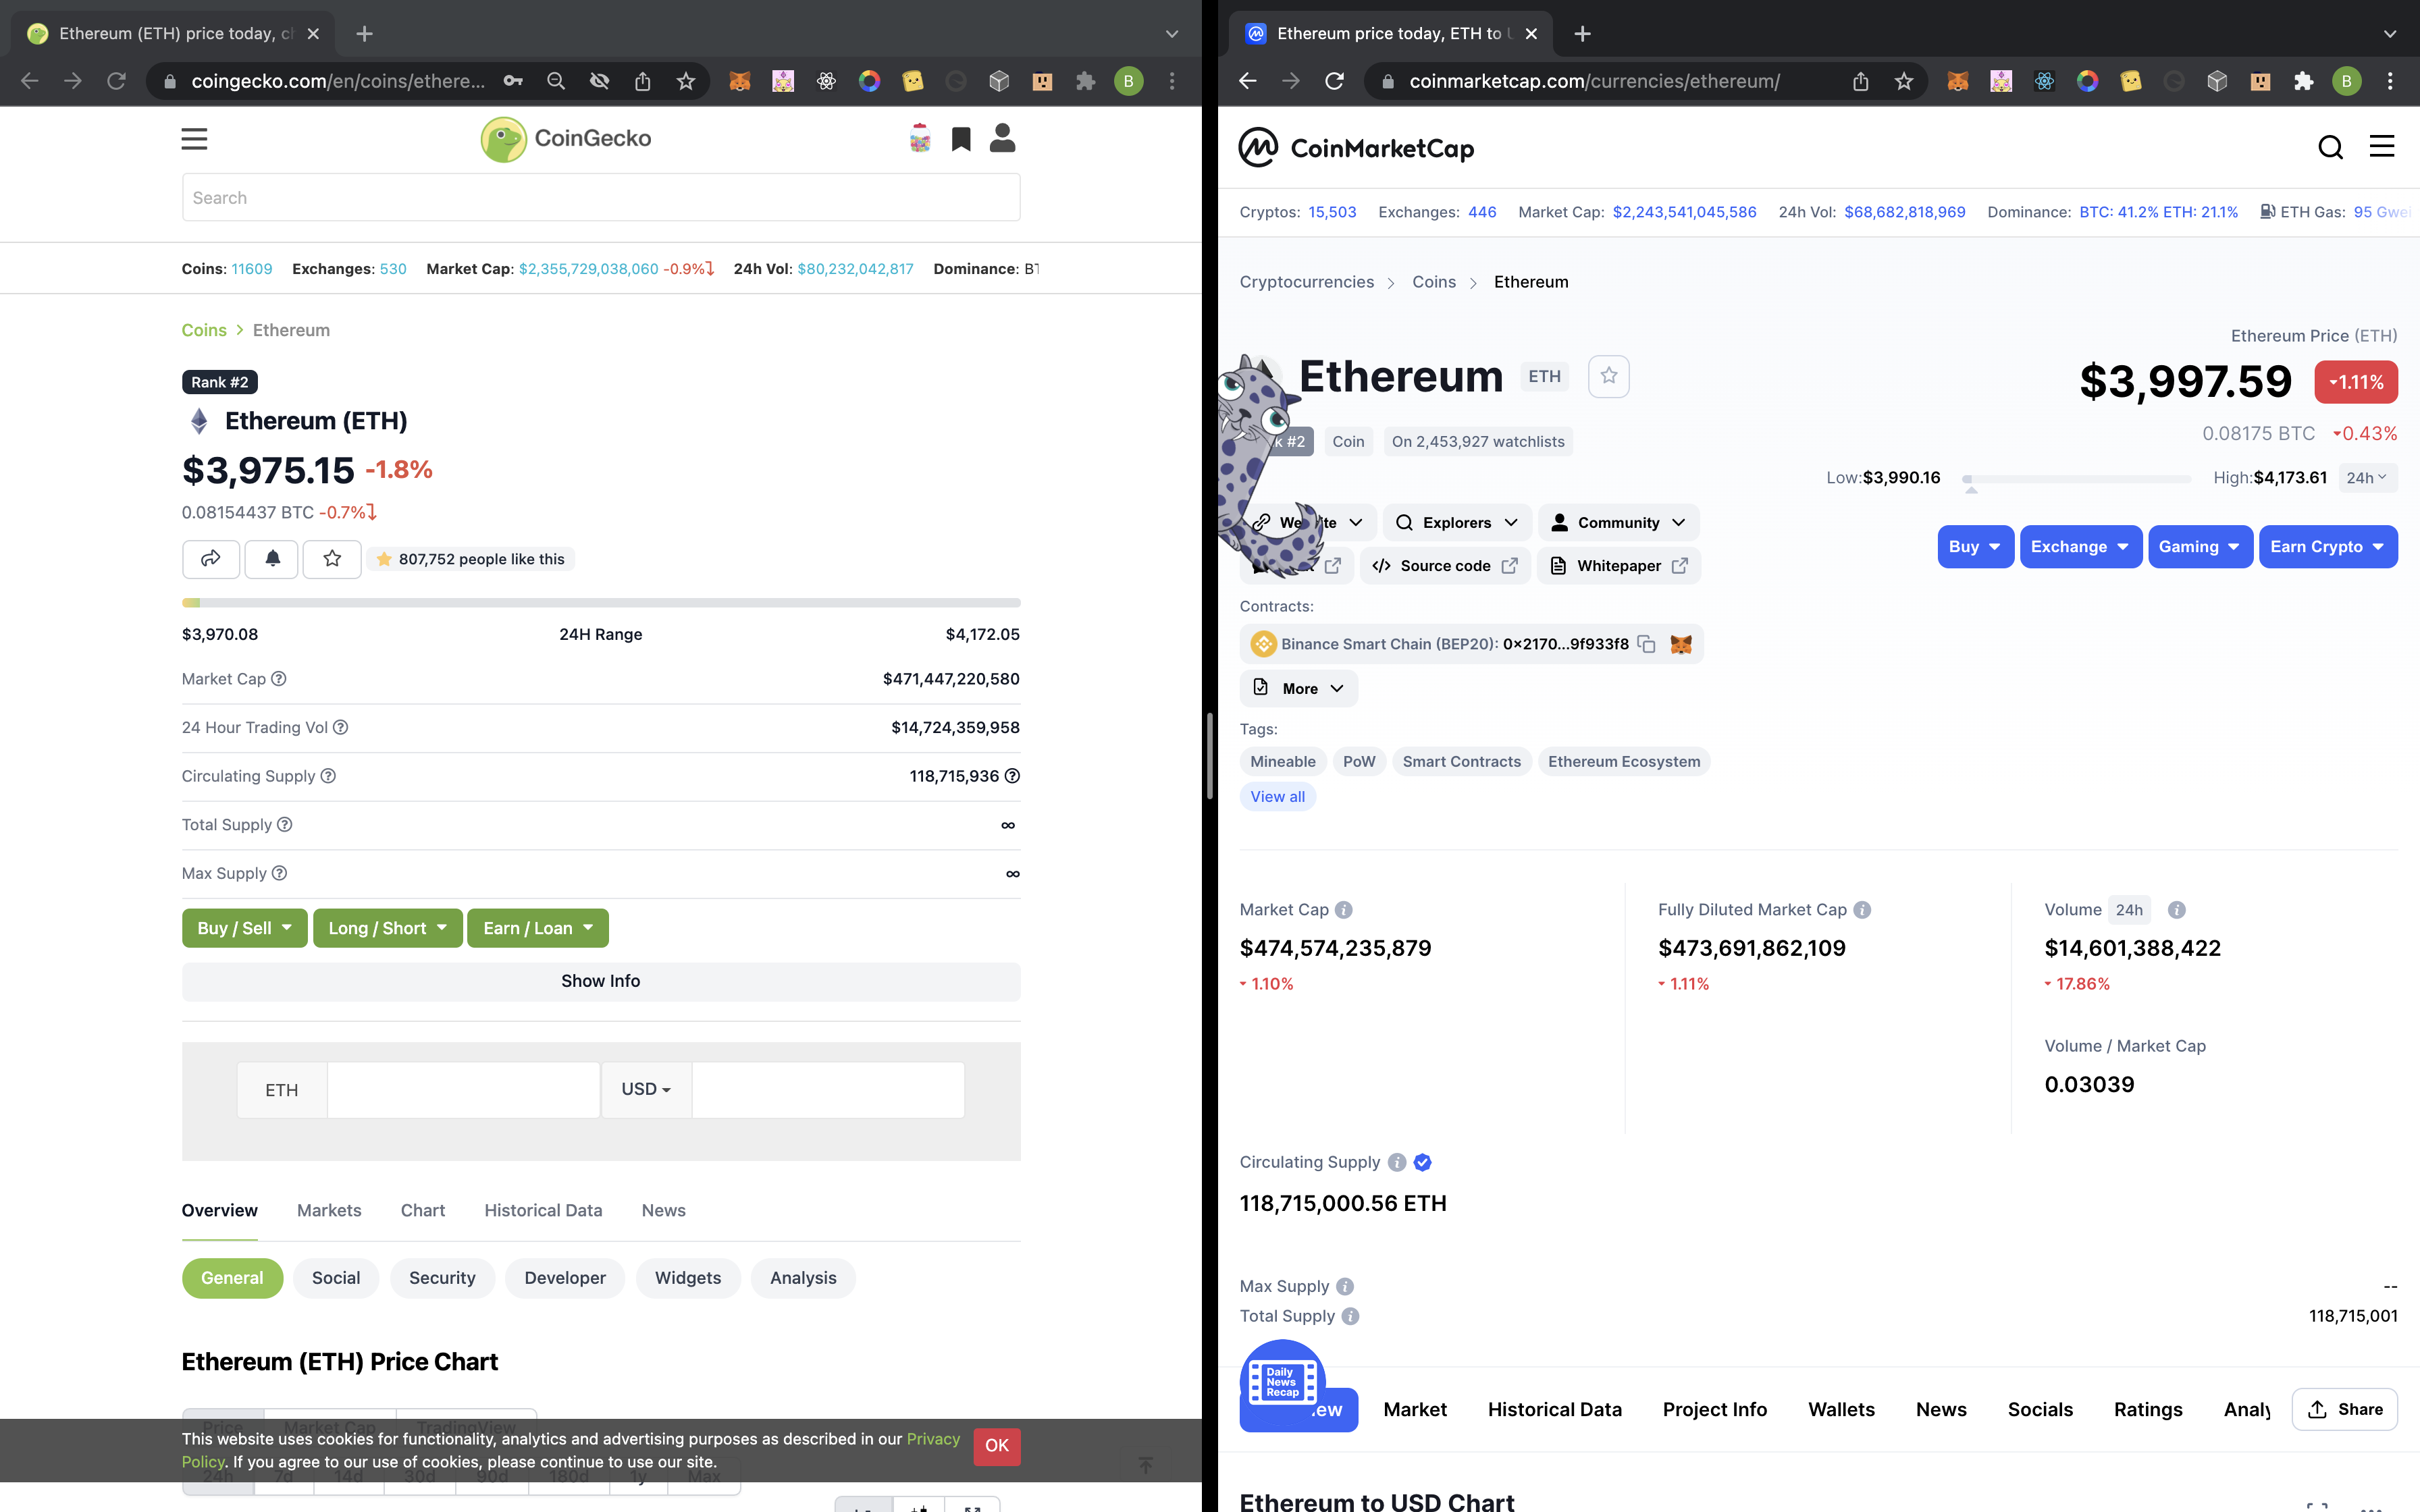 Ethereum (ETH) price today, ch
coingecko.com/en/coins/ethere...
B
CoinGecko
Search
Coins: 11609 Exchanges: 530 Market Cap: $2,355,729,038,060 -0.9% 24h Vol: $80,232,042,817 Dominance: BT
Coins > Ethereum
Rank #2
Ethereum (ETH)
$3,975.15 -1.8%
0.08154437 BTC -0.7%
807,752 people like this
$3,970.08 24H Range $4,172.05
Market Cap $471,447,220,580
24 Hour Trading Vol $14,724,359,958
Circulating Supply 118,715,936
Total Supply ∞
Max Supply ∞
Buy / Sell Long / Short Earn / Loan
Show Info
ETH USD
Overview Markets Chart Historical Data News
General Social Security Developer Widgets Analysis
Ethereum (ETH) Price Chart
Price Market Cap TradingView
This website uses cookies for functionality, analytics and advertising purposes as described in our Privacy
Policy. If you agree to our use of cookies, please continue to use our site.
OK
24h 7d 14d 30d 90d 180d 1y Max
Ethereum price today, ETH to U
coinmarketcap.com/currencies/ethereum/
B
CoinMarketCap
Cryptos: 15,503 Exchanges: 446 Market Cap: $2,243,541,045,586 24h Vol: $68,682,818,969 Dominance: BTC: 41.2% ETH: 21.1% ETH Gas: 95 Gwei
Cryptocurrencies > Coins > Ethereum
Ethereum Price (ETH)
Ethereum ETH
$3,997.59 1.11%
k #2 Coin On 2,453,927 watchlists
0.08175 BTC 0.43%
Low:$3,990.16 High:$4,173.61 24h
We te Explorers Community
Source code Whitepaper
Buy Exchange Gaming Earn Crypto
Contracts:
Binance Smart Chain (BEP20): 0x2170...9f933f8
More
Tags:
Mineable PoW Smart Contracts Ethereum Ecosystem
View all
Market Cap
$474,574,235,879
1.10%
Fully Diluted Market Cap
$473,691,862,109
1.11%
Volume 24h
$14,601,388,422
17.86%
Volume / Market Cap
0.03039
Circulating Supply
118,715,000.56 ETH
Max Supply --
Total Supply 118,715,001
Daily
News
Recap
ew Market Historical Data Project Info Wallets News Socials Ratings Analy Share
Ethereum to USD Chart